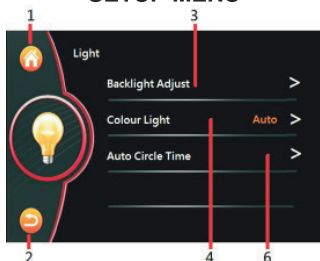 SETUP MENU
1
3
Light
Backlight Adjust >
Colour Light Auto >
Auto Circle Time >
2
4
6